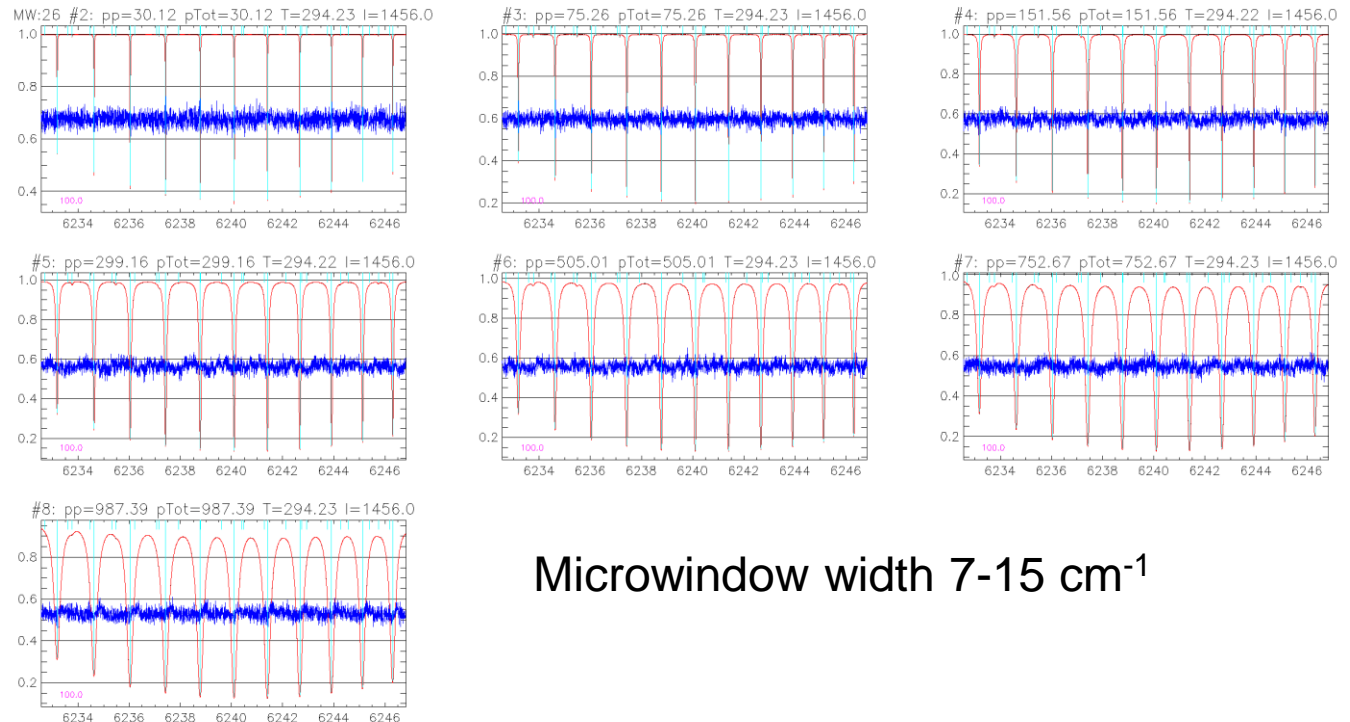 MW:26 #2: pp=30.12 pTot=30.12 T=294.23 l=1456.0
1.0
0.8
0.6
0.4
100.0
6234 6236 6238 6240 6242 6244 6246
#3: pp=75.26 pTot=75.26 T=294.23 l=1456.0
1.0
0.8
0.6
0.4
0.2
100.0
6234 6236 6238 6240 6242 6244 6246
#4: pp=151.56 pTot=151.56 T=294.22 l=1456.0
1.0
0.8
0.6
0.4
0.2
100.0
6234 6236 6238 6240 6242 6244 6246
#5: pp=299.16 pTot=299.16 T=294.22 l=1456.0
1.0
0.8
0.6
0.4
0.2
100.0
6234 6236 6238 6240 6242 6244 6246
#6: pp=505.01 pTot=505.01 T=294.23 l=1456.0
1.0
0.8
0.6
0.4
0.2
100.0
6234 6236 6238 6240 6242 6244 6246
#7: pp=752.67 pTot=752.67 T=294.23 l=1456.0
0.8
0.6
0.4
0.2
100.0
6234 6236 6238 6240 6242 6244 6246
#8: pp=987.39 pTot=987.39 T=294.23 l=1456.0
0.8
0.6
0.4
0.2
100.0
6234 6236 6238 6240 6242 6244 6246
Microwindow width 7-15 cm⁻¹